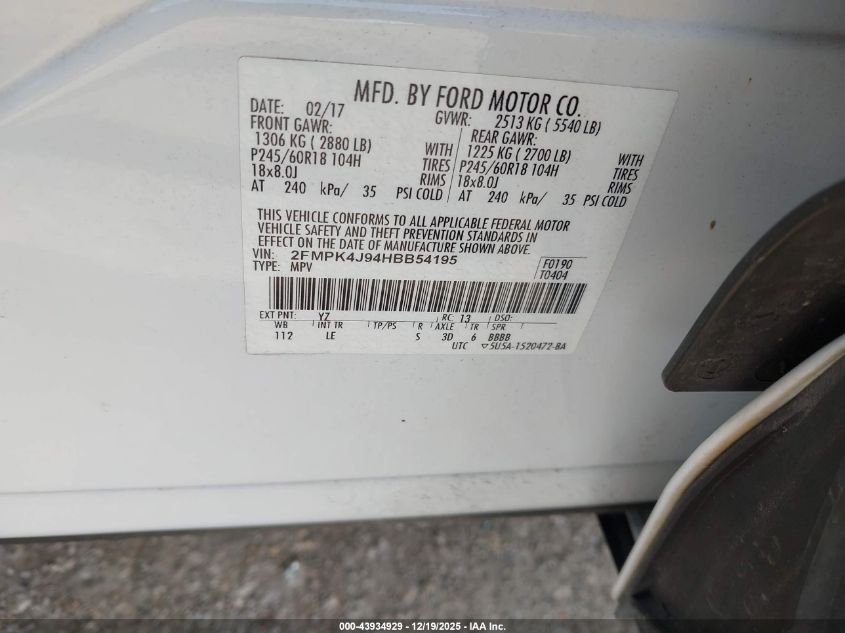 MFD. BY FORD MOTOR CO.
DATE: 02/17 GVWR: 2513 KG ( 5540 LB)
FRONT GAWR: REAR GAWR:
1306 KG ( 2880 LB) WITH 1225 KG ( 2700 LB) WITH
P245/60R18 104H TIRES P245/60R18 104H TIRES
18x8.0J RIMS 18x8.0J RIMS
AT 240 kPa/ 35 PSI COLD AT 240 kPa/ 35 PSI COLD
THIS VEHICLE CONFORMS TO ALL APPLICABLE FEDERAL MOTOR
VEHICLE SAFETY AND THEFT PREVENTION STANDARDS IN
EFFECT ON THE DATE OF MANUFACTURE SHOWN ABOVE.
VIN: 2FMPK4J94HBB54195
TYPE: MPV
F0190
T0404
EXT PNT: YZ RC: 13 DSO:
WB INT TR TP/PS R AXLE TR SPR
112 LE S 3D 6 BBBB
UTC ▽5U5A-1520472-BA
000-43934929 - 12/19/2025 - IAA Inc.